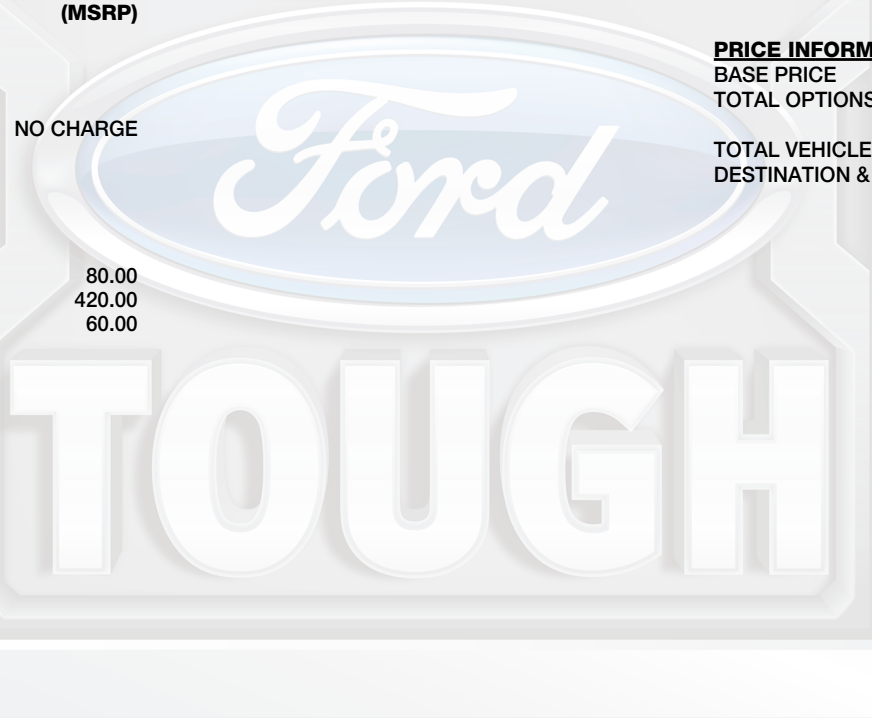 (MSRP)
NO CHARGE
80.00
420.00
60.00
PRICE INFORM
BASE PRICE
TOTAL OPTIONS
TOTAL VEHICLE
DESTINATION &
Ford
TOUGH